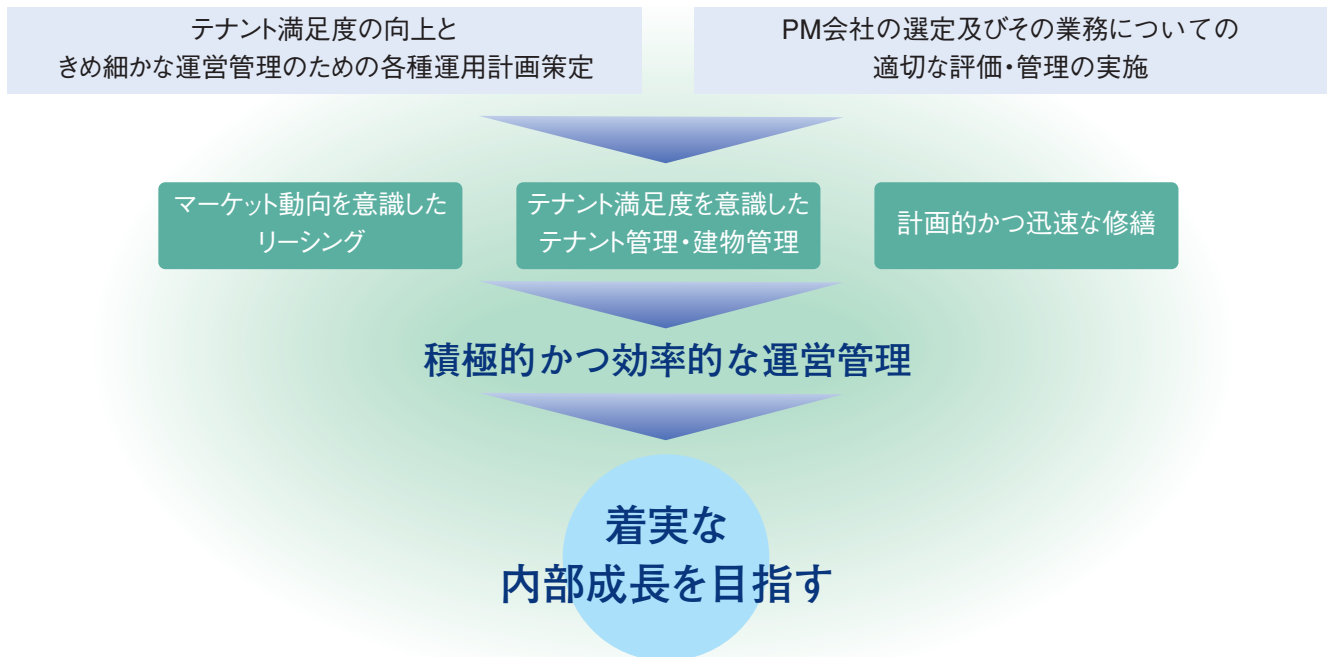 テナント満足度の向上と
きめ細かな運営管理のための各種運用計画策定
PM会社の選定及びその業務についての
適切な評価・管理の実施
マーケット動向を意識した
リーシング
テナント満足度を意識した
テナント管理・建物管理
計画的かつ迅速な修繕
積極的かつ効率的な運営管理
着実な
内部成長を目指す